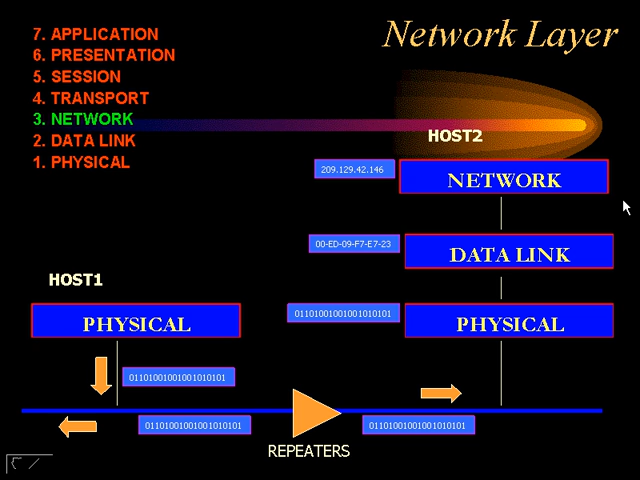 Network Layer
7. APPLICATION
6. PRESENTATION
5. SESSION
4. TRANSPORT
3. NETWORK
2. DATA LINK
1. PHYSICAL
HOST2
209.129.42.146
NETWORK
00-ED-09-F7-E7-23
DATA LINK
HOST1
PHYSICAL
01101001001001010101
PHYSICAL
01101001001001010101
01101001001001010101
01101001001001010101
REPEATERS